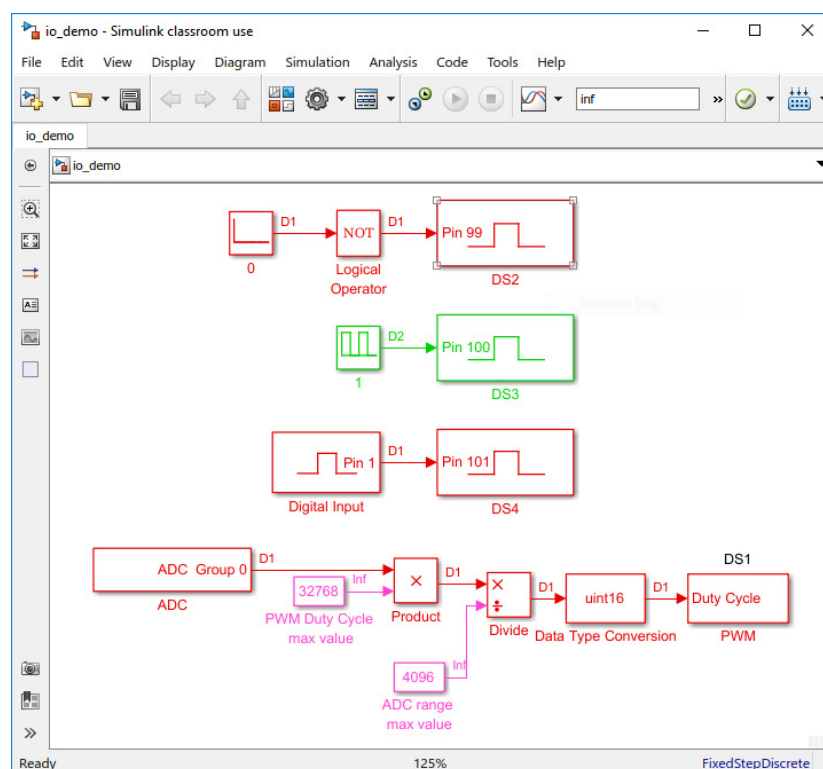 io_demo - Simulink classroom use
File Edit View Display Diagram Simulation Analysis Code Tools Help
inf
io_demo
io_demo
0
D1
NOT
Logical
Operator
D1
Pin 99
DS2
Window Snip
1
D2
Pin 100
DS3
Pin 1
Digital Input
D1
Pin 101
DS4
ADC Group 0
ADC
D1
32768
Inf
PWM Duty Cycle
max value
×
Product
D1
4096
Inf
ADC range
max value
×
÷
Divide
D1
uint16
Data Type Conversion
D1
DS1
Duty Cycle
PWM
Ready 125% FixedStepDiscrete